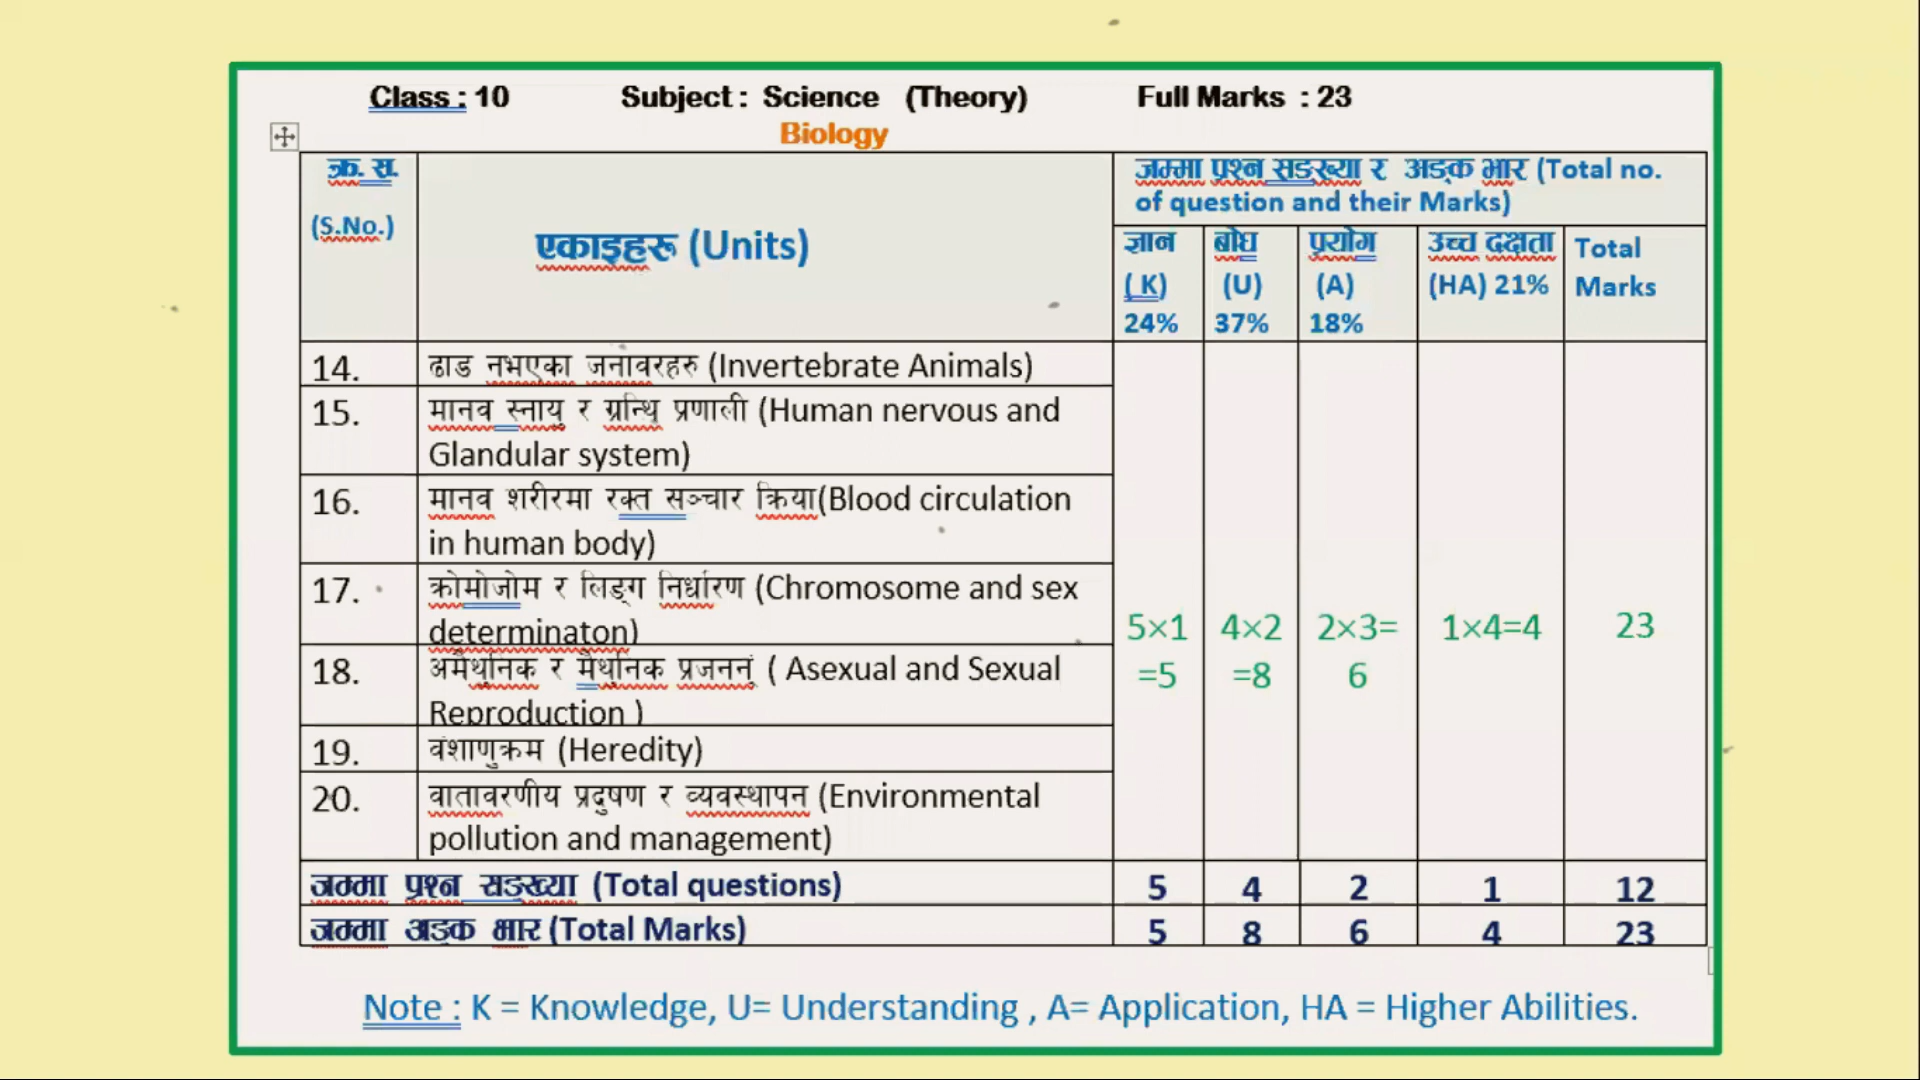 Class : 10 Subject : Science (Theory) Full Marks : 23
Biology
क्र. स.
(S.No.)
एकाइहरू (Units)
जम्मा प्रश्न सङ्ख्या र अङ्क भार (Total no.
of question and their Marks)
ज्ञान
( K)
24%
बोध
(U)
37%
प्रयोग
(A)
18%
उच्च दक्षता
(HA) 21%
Total
Marks
14. ढाड नभएका जनावरहरु (Invertebrate Animals)
15. मानव स्नायु र ग्रन्थि प्रणाली (Human nervous and
Glandular system)
16. मानव शरीरमा रक्त सञ्चार क्रिया(Blood circulation
in human body)
17. क्रोमोजोम र लिङ्ग निर्धारण (Chromosome and sex
determinaton)
18. अमैथुनिक र मैथुनिक प्रजननं ( Asexual and Sexual
Reproduction )
19. वंशाणुक्रम (Heredity)
20. वातावरणीय प्रदुषण र व्यवस्थापन (Environmental
pollution and management)
5×1
=5
4×2
=8
2×3=
6
1×4=4
23
जम्मा प्रश्न सङ्ख्या (Total questions) 5 4 2 1 12
जम्मा अङ्क भार (Total Marks) 5 8 6 4 23
Note : K = Knowledge, U= Understanding , A= Application, HA = Higher Abilities.